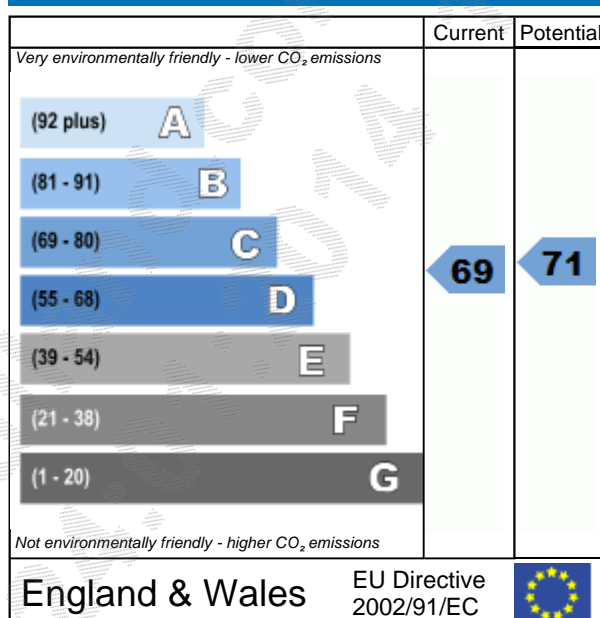 Current Potential
Very environmentally friendly - lower CO₂ emissions
(92 plus) A
(81 - 91) B
(69 - 80) C
69 71
(55 - 68) D
(39 - 54) E
(21 - 38) F
(1 - 20) G
Not environmentally friendly - higher CO₂ emissions
England & Wales
EU Directive
2002/91/EC